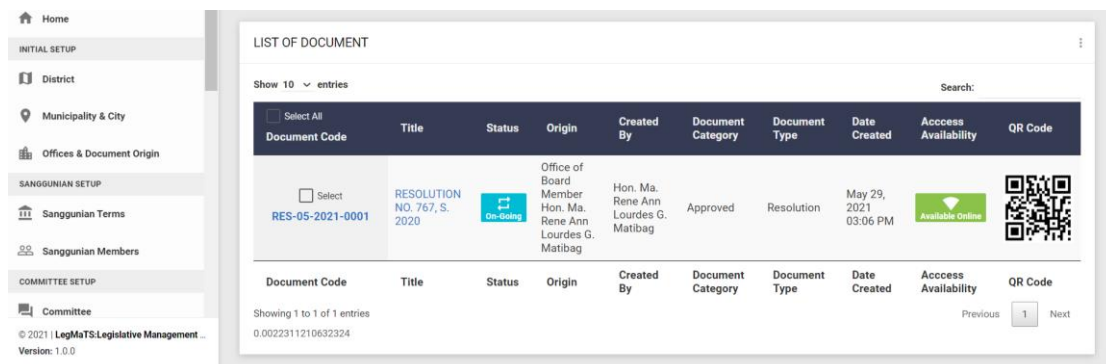 Home
INITIAL SETUP
District
Municipality & City
Offices & Document Origin
SANGGUNIAN SETUP
Sanggunian Terms
Sanggunian Members
COMMITTEE SETUP
Committee
© 2021 | LegMaTS:Legislative Management ...
Version: 1.0.0
LIST OF DOCUMENT
Show 10 entries
Search:
Select All
Document Code
Title
Status
Origin
Created
By
Document
Category
Document
Type
Date
Created
Acccess
Availability
QR Code
Select
RES-05-2021-0001
RESOLUTION
NO. 767, S.
2020
On-Going
Office of
Board
Member
Hon. Ma.
Rene Ann
Lourdes G.
Matibag
Hon. Ma.
Rene Ann
Lourdes G.
Matibag
Approved
Resolution
May 29,
2021
03:06 PM
Available Online
Document Code
Title
Status
Origin
Created
By
Document
Category
Document
Type
Date
Created
Acccess
Availability
QR Code
Showing 1 to 1 of 1 entries
Previous 1 Next
0.0022311210632324